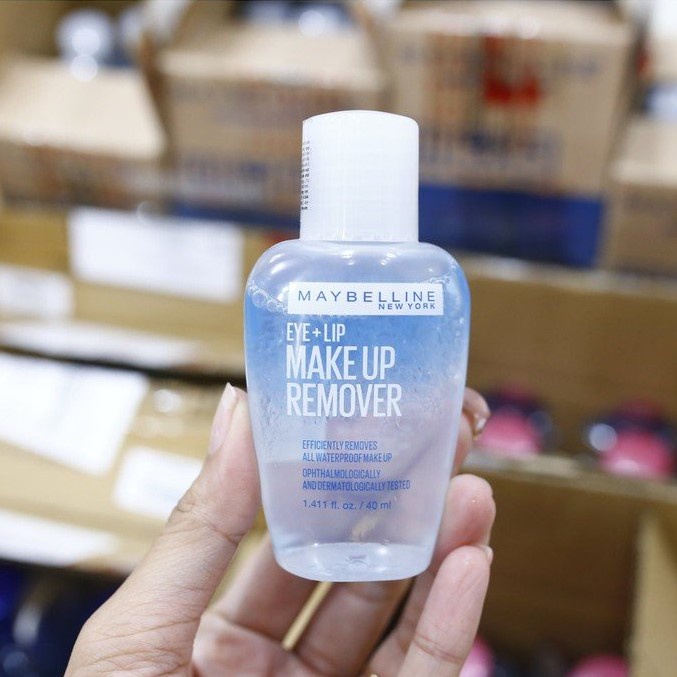 MAYBELLINE
NEW YORK
EYE+LIP
MAKE UP
REMOVER
EFFICIENTLY REMOVES
ALL WATERPROOF MAKE UP
OPHTHALMOLOGICALLY
AND DERMATOLOGICALLY TESTED
1.411 fl. oz. / 40 ml